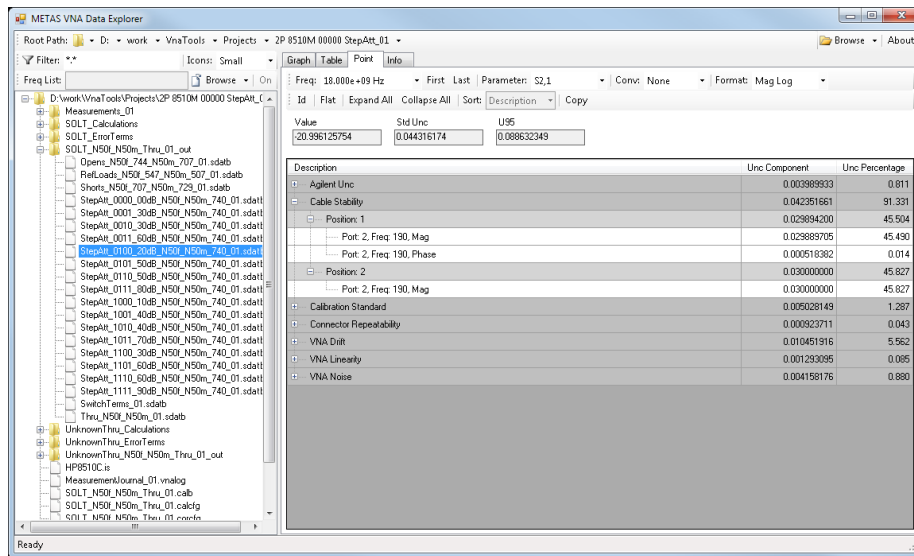 METAS VNA Data Explorer
Root Path: D: work VnaTools Projects 2P 8510M 00000 StepAtt_01 Browse About
Filter: *.* Icons: Small
Graph Table Point Info
Freq List: Browse On
Freq: 18.000e+09 Hz First Last Parameter: S2,1 Conv: None Format: Mag Log
Id Flat Expand All Collapse All Sort: Description Copy
Value Std Unc U95
-20.996125754 0.044316174 0.088632349
D:\work\VnaTools\Projects\2P 8510M 00000 StepAtt_
Measurements_01
SOLT_Calculations
SOLT_ErrorTerms
SOLT_N50f_N50m_Thru_01_out
Opens_N50f_744_N50m_707_01.sdatb
RefLoads_N50f_547_N50m_507_01.sdatb
Shorts_N50f_707_N50m_729_01.sdatb
StepAtt_0000_00dB_N50f_N50m_740_01.sdatb
StepAtt_0001_30dB_N50f_N50m_740_01.sdatb
StepAtt_0010_30dB_N50f_N50m_740_01.sdatb
StepAtt_0011_60dB_N50f_N50m_740_01.sdatb
StepAtt_0100_20dB_N50f_N50m_740_01.sdatb
StepAtt_0101_50dB_N50f_N50m_740_01.sdatb
StepAtt_0110_50dB_N50f_N50m_740_01.sdatb
StepAtt_0111_80dB_N50f_N50m_740_01.sdatb
StepAtt_1000_10dB_N50f_N50m_740_01.sdatb
StepAtt_1001_40dB_N50f_N50m_740_01.sdatb
StepAtt_1010_40dB_N50f_N50m_740_01.sdatb
StepAtt_1011_70dB_N50f_N50m_740_01.sdatb
StepAtt_1100_30dB_N50f_N50m_740_01.sdatb
StepAtt_1101_60dB_N50f_N50m_740_01.sdatb
StepAtt_1110_60dB_N50f_N50m_740_01.sdatb
StepAtt_1111_90dB_N50f_N50m_740_01.sdatb
SwitchTerms_01.sdatb
Thru_N50f_N50m_01.sdatb
UnknownThru_Calculations
UnknownThru_ErrorTerms
UnknownThru_N50f_N50m_Thru_01_out
HP8510C.is
MeasurementJournal_01.vnalog
SOLT_N50f_N50m_Thru_01.calb
SOLT_N50f_N50m_Thru_01.calcfg
SOLT_N50f_N50m_Thru_01.corcfg
Description Unc Component Unc Percentage
Agilent Unc 0.003989933 0.811
Cable Stability 0.042351661 91.331
Position: 1 0.029894200 45.504
Port: 2, Freq: 190, Mag 0.029889705 45.490
Port: 2, Freq: 190, Phase 0.000518382 0.014
Position: 2 0.030000000 45.827
Port: 2, Freq: 190, Mag 0.030000000 45.827
Calibration Standard 0.005028149 1.287
Connector Repeatability 0.000923711 0.043
VNA Drift 0.010451916 5.562
VNA Linearity 0.001293095 0.085
VNA Noise 0.004158176 0.880
Ready